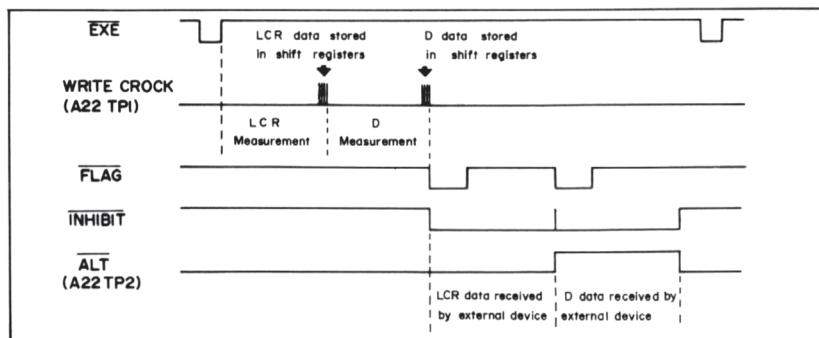 EXE
LCR data stored
in shift registers
D data stored
in shift registers
WRITE CROCK
(A22 TP1)
LCR
Measurement
D
Measurement
FLAG
INHIBIT
ALT
(A22 TP2)
LCR data received
by external device
D data received by
external device